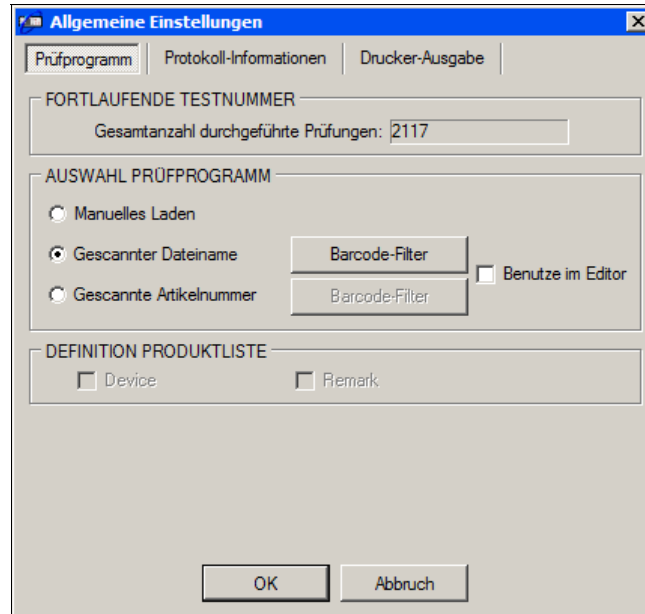 Allgemeine Einstellungen
Prüfprogramm Protokoll-Informationen Drucker-Ausgabe
FORTLAUFENDE TESTNUMMER
Gesamtanzahl durchgeführte Prüfungen: 2117
AUSWAHL PRÜFPROGRAMM
Manuelles Laden
Gescannter Dateiname Barcode-Filter
Benutze im Editor
Gescannte Artikelnummer Barcode-Filter
DEFINITION PRODUKTLISTE
Device Remark
OK Abbruch